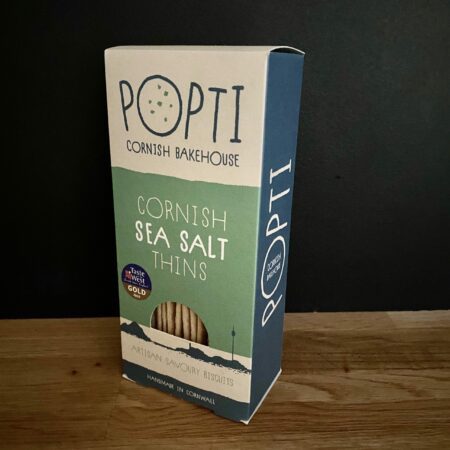 POPTI
CORNISH BAKEHOUSE
CORNISH
SEA SALT
THINS
Taste
of the West
GOLD
ARTISAN SAVOURY BISCUITS
HANDMADE IN CORNWALL
POPTI
CORNISH
BAKEHOUSE